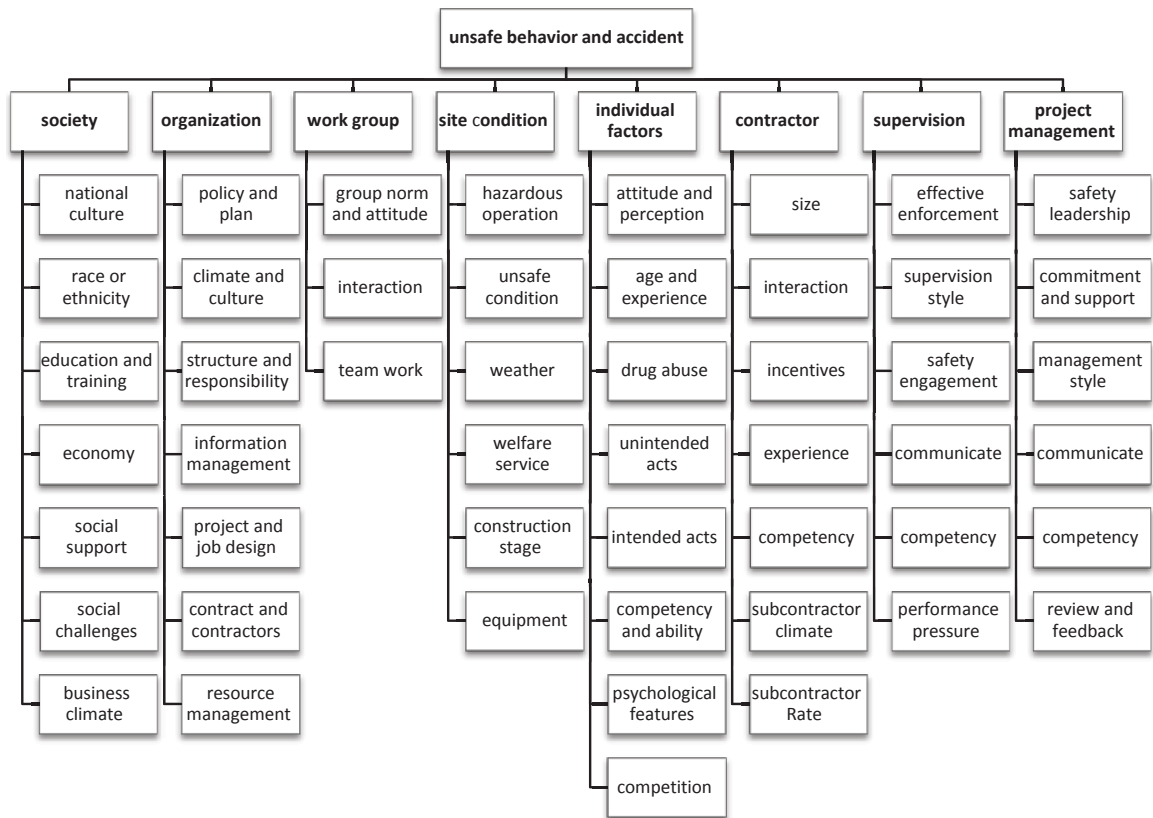 unsafe behavior and accident
society
organization
work group
site condition
individual
factors
contractor
supervision
project
management
national
culture
race or
ethnicity
education and
training
economy
social
support
social
challenges
business
climate
policy and
plan
climate and
culture
structure and
responsibility
information
management
project and
job design
contract and
contractors
resource
management
group norm
and attitude
interaction
team work
hazardous
operation
unsafe
condition
weather
welfare
service
construction
stage
equipment
attitude and
perception
age and
experience
drug abuse
unintended
acts
intended acts
competency
and ability
psychological
features
competition
size
interaction
incentives
experience
competency
subcontractor
climate
subcontractor
Rate
effective
enforcement
supervision
style
safety
engagement
communicate
competency
performance
pressure
safety
leadership
commitment
and support
management
style
communicate
competency
review and
feedback